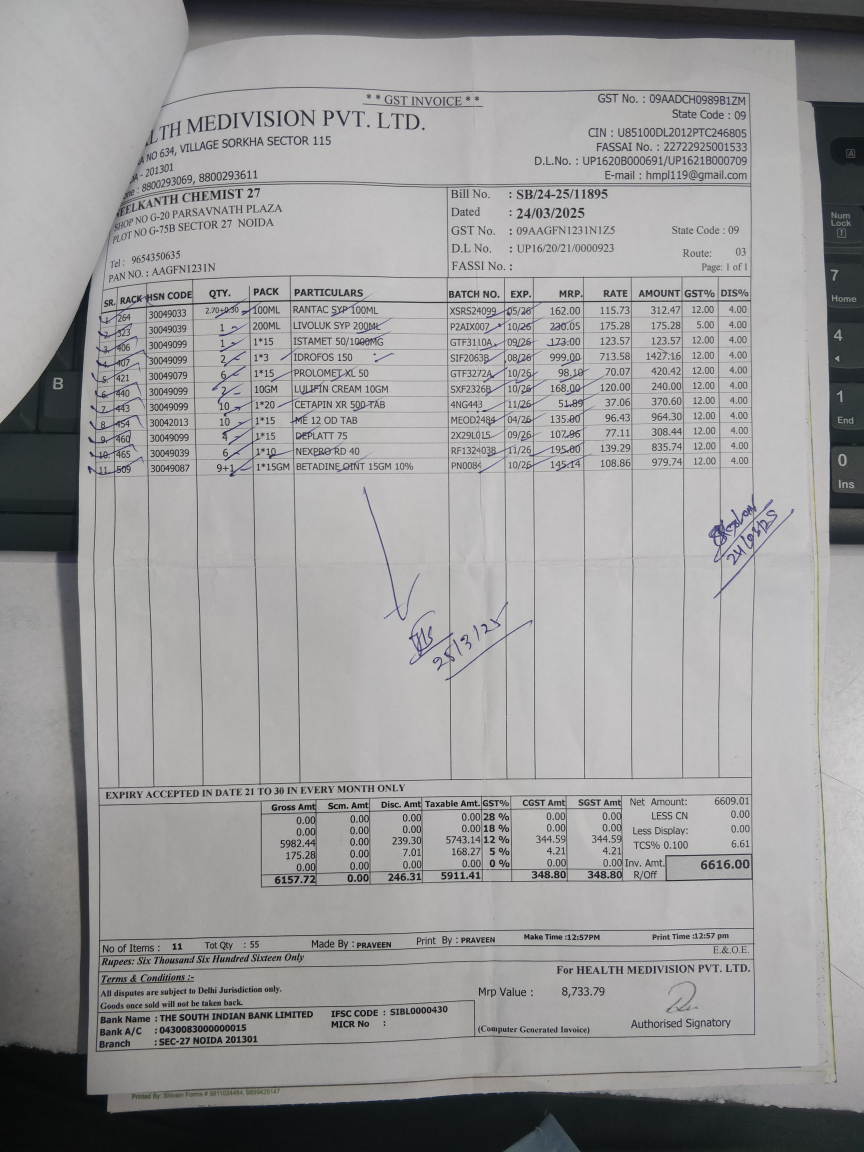 * * GST INVOICE * *
GST No. : 09AADCH0989B1ZM
State Code : 09
LTH MEDIVISION PVT. LTD.
CIN : U85100DL2012PTC246805
NO 634, VILLAGE SORKHA SECTOR 115
FASSAI No. : 22722925001533
- 201301
D.L.No. : UP1620B000691/UP1621B000709
: 8800293069, 8800293611
E-mail : hmpl119@gmail.com
EELKANTH CHEMIST 27
SHOP NO G-20 PARSAVNATH PLAZA
PLOT NO G-75B SECTOR 27 NOIDA
Tel : 9654350635
PAN NO. : AAGFN1231N
Bill No. : SB/24-25/11895
Dated : 24/03/2025
GST No. : 09AAGFN1231N1Z5 State Code : 09
D.L No. : UP16/20/21/0000923
Route: 03
FASSI No. :
Page: 1 of 1
SR. RACK HSN CODE QTY. PACK PARTICULARS BATCH NO. EXP. MRP. RATE AMOUNT GST% DIS%
1. 264 30049033 2.70+0.30 100ML RANTAC SYP 100ML XSRS24099 05/26 162.00 115.73 312.47 12.00 4.00
2. 323 30049039 1 200ML LIVOLUK SYP 200ML P2AIX007 10/26 230.05 175.28 175.28 5.00 4.00
3. 406 30049099 1 1*15 ISTAMET 50/1000MG GTF3110A 09/26 173.00 123.57 123.57 12.00 4.00
4. 407 30049099 2 1*3 IDROFOS 150 SIF2063B 08/26 999.00 713.58 1427.16 12.00 4.00
5. 421 30049079 6 1*15 PROLOMET XL 50 GTF3272A 10/26 98.10 70.07 420.42 12.00 4.00
6. 440 30049099 2 10GM LULIFIN CREAM 10GM SXF2326B 10/26 168.00 120.00 240.00 12.00 4.00
7. 443 30049099 10 1*20 CETAPIN XR 500 TAB 4NG443 11/26 51.89 37.06 370.60 12.00 4.00
8. 454 30042013 10 1*15 ME 12 OD TAB MEOD2484 04/26 135.00 96.43 964.30 12.00 4.00
9. 460 30049099 4 1*15 DEPLATT 75 2X29L015 09/26 107.96 77.11 308.44 12.00 4.00
10. 465 30049039 6 1*10 NEXPRO RD 40 RF1324038 11/26 195.00 139.29 835.74 12.00 4.00
11. 509 30049087 9+1 1*15GM BETADINE OINT 15GM 10% PN0084 10/26 145.14 108.86 979.74 12.00 4.00
24/03/25
25/3/25
EXPIRY ACCEPTED IN DATE 21 TO 30 IN EVERY MONTH ONLY
Gross Amt Scm. Amt Disc. Amt Taxable Amt. GST% CGST Amt SGST Amt
0.00 0.00 0.00 0.00 28 % 0.00 0.00
0.00 0.00 0.00 0.00 18 % 0.00 0.00
5982.44 0.00 239.30 5743.14 12 % 344.59 344.59
175.28 0.00 7.01 168.27 5 % 4.21 4.21
0.00 0.00 0.00 0.00 0 % 0.00 0.00
6157.72 0.00 246.31 5911.41 348.80 348.80
Net Amount: 6609.01
LESS CN 0.00
Less Display: 0.00
TCS% 0.100 6.61
Inv. Amt. 6616.00
R/Off
No of Items : 11 Tot Qty : 55 Made By : PRAVEEN Print By : PRAVEEN Make Time :12:57PM Print Time :12:57 pm
Rupees: Six Thousand Six Hundred Sixteen Only
E.&O.E.
Terms & Conditions :-
For HEALTH MEDIVISION PVT. LTD.
All disputes are subject to Delhi Jurisdiction only.
Mrp Value : 8,733.79
Goods once sold will not be taken back.
Bank Name : THE SOUTH INDIAN BANK LIMITED IFSC CODE : SIBL0000430
Bank A/C : 0430083000000015 MICR No :
Branch : SEC-27 NOIDA 201301
(Computer Generated Invoice)
Authorised Signatory
B
Num
Lock
7
Home
4
1
End
0
Ins